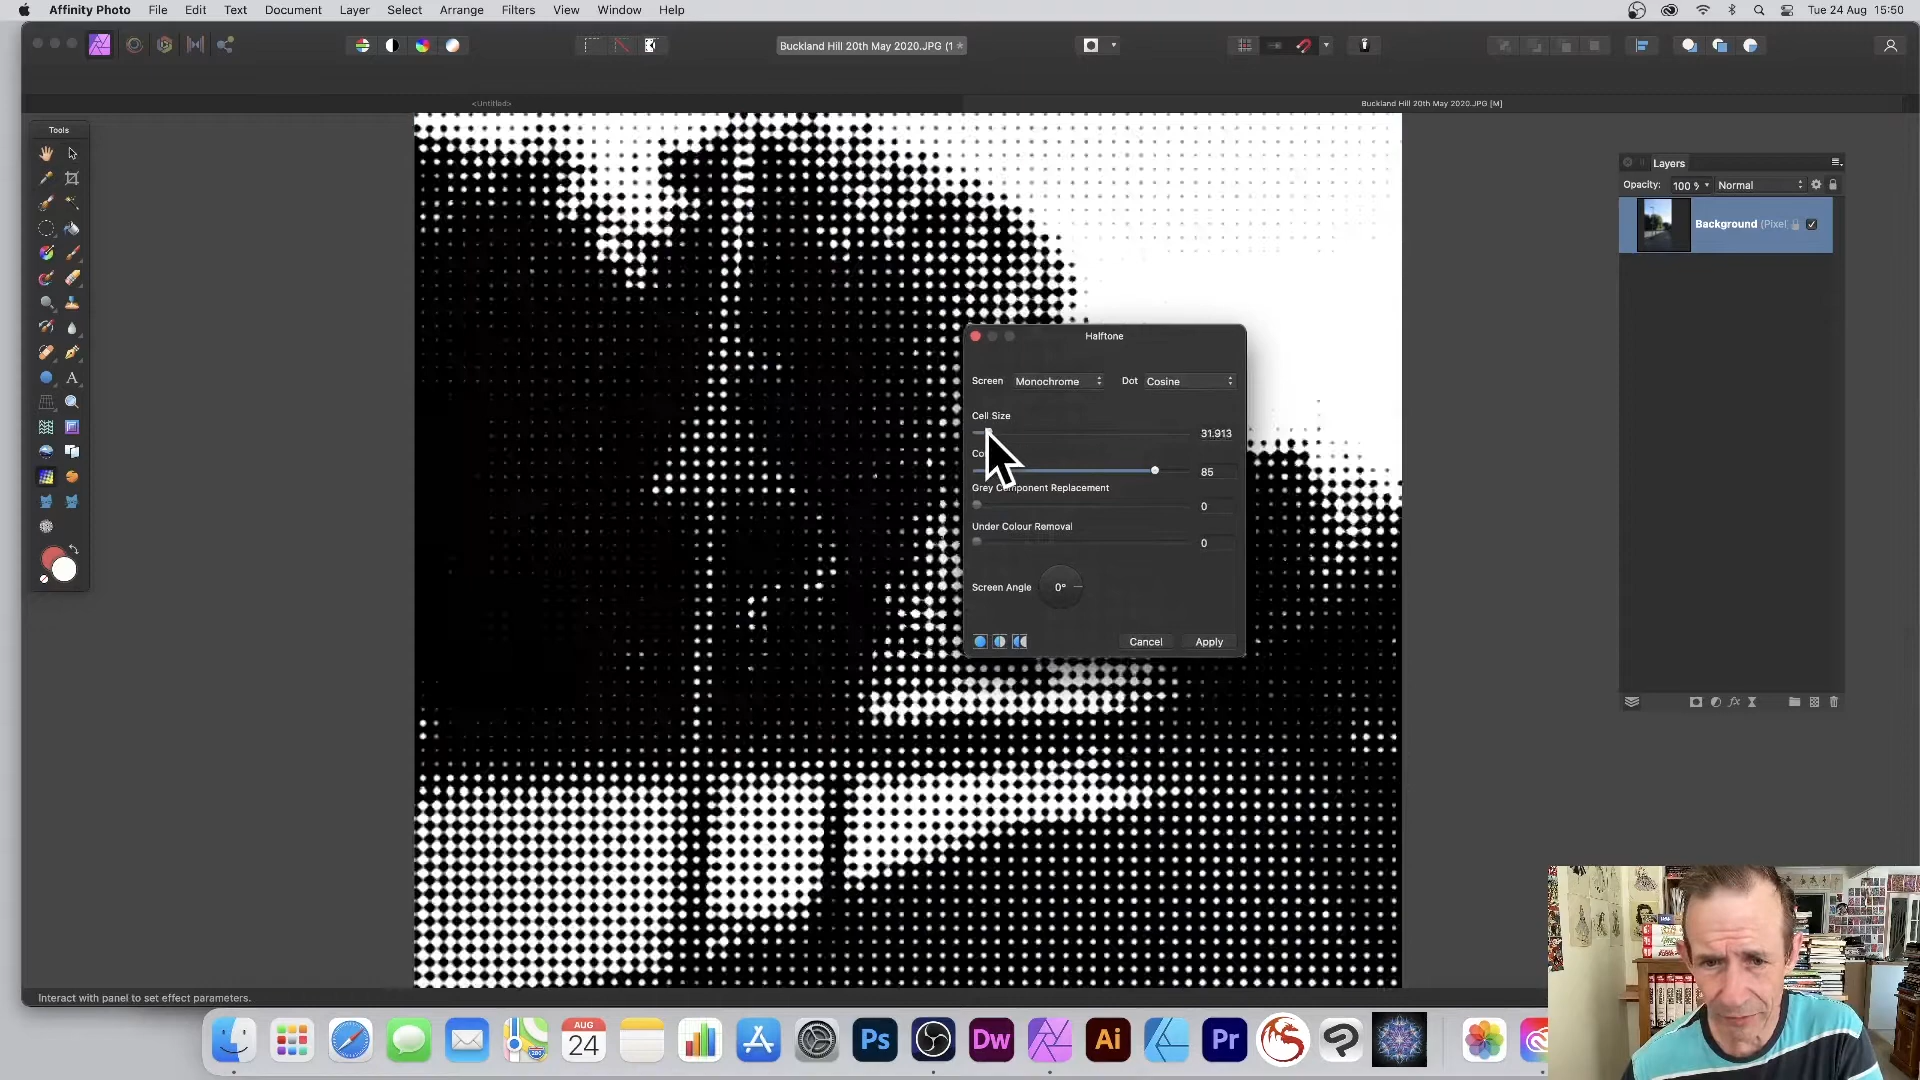 Affinity Photo File Edit Text Document Layer Select Arrange Filters View Window Help Tue 24 Aug 15:50
Buckland Hill 20th May 2020.JPG (1 *
<Untitled> Buckland Hill 20th May 2020.JPG [M]
Tools
Layers
Opacity: 100 % Normal
Background (Pixel
Halftone
Screen Monochrome Dot Cosine
Cell Size
31.913
Co
85
Grey Component Replacement
0
Under Colour Removal
0
Screen Angle 0°
Cancel Apply
Interact with panel to set effect parameters.
AUG
24
Ps Dw Ai Pr
280